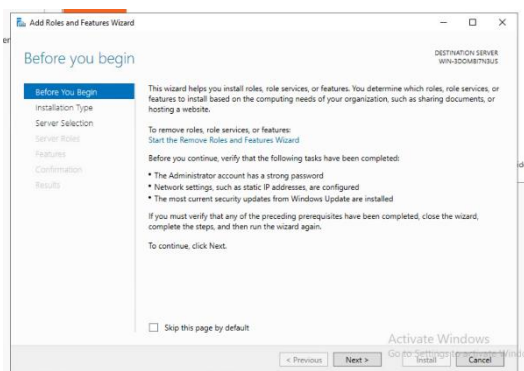 Add Roles and Features Wizard
Before you begin
DESTINATION SERVER
Before You Begin
Installation Type
Server Selection
Server Roles
Features
Confirmation
Results
This wizard helps you install roles, role services, or features. You determine which roles, role services, or
features to install based on the computing needs of your organization, such as sharing documents, or
hosting a website.
To remove roles, role services, or features:
Start the Remove Roles and Features Wizard
Before you continue, verify that the following tasks have been completed:
• The Administrator account has a strong password
• Network settings, such as static IP addresses, are configured
• The most current security updates from Windows Update are installed
If you must verify that any of the preceding prerequisites have been completed, close the wizard,
complete the steps, and then run the wizard again.
To continue, click Next.
Skip this page by default
Activate Windows
Go to Settings to activate Wind
< Previous
Next >
Install
Cancel